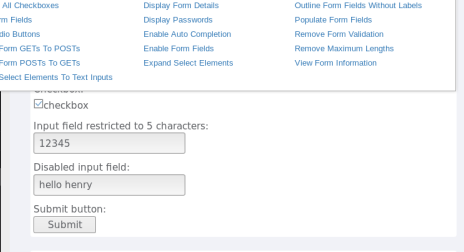 All Checkboxes Display Form Details Outline Form Fields Without Labels
rm Fields Display Passwords Populate Form Fields
dio Buttons Enable Auto Completion Remove Form Validation
Form GETs To POSTs Enable Form Fields Remove Maximum Lengths
Form POSTs To GETs Expand Select Elements View Form Information
Select Elements To Text Inputs
checkbox
Input field restricted to 5 characters:
12345
Disabled input field:
hello henry
Submit button:
Submit